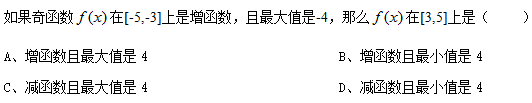 如果奇函数 f(x) 在[-5,-3]上是增函数，且最大值是-4，那么 f(x) 在[3,5]上是（　　）
A、增函数且最大值是 4　　B、增函数且最小值是 4
C、减函数且最大值是 4　　D、减函数且最小值是 4